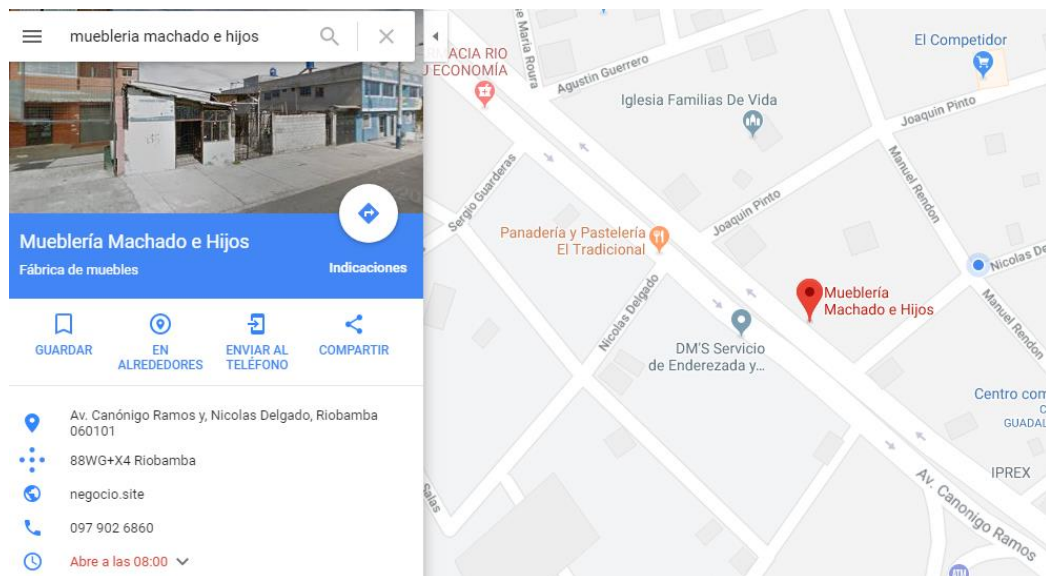 muebleria machado e hijos
Mueblería Machado e Hijos
Fábrica de muebles
Indicaciones
GUARDAR
EN
ALREDEDORES
ENVIAR AL
TELÉFONO
COMPARTIR
Av. Canónigo Ramos y, Nicolas Delgado, Riobamba
060101
88WG+X4 Riobamba
negocio.site
097 902 6860
Abre a las 08:00
Maria Roura
ACIA RIO
ECONOMÍA
Agustin Guerrero
El Competidor
Iglesia Familias De Vida
Joaquin Pinto
Manuel Rendon
Sergio Guarderas
Joaquin Pinto
Panadería y Pastelería
El Tradicional
Nicolas De
Nicolas Delgado
Mueblería
Machado e Hijos
Manuel Rendon
DM'S Servicio
de Enderezada y...
Centro com
GUADAL
IPREX
Salas
Av. Canonigo Ramos
ATM